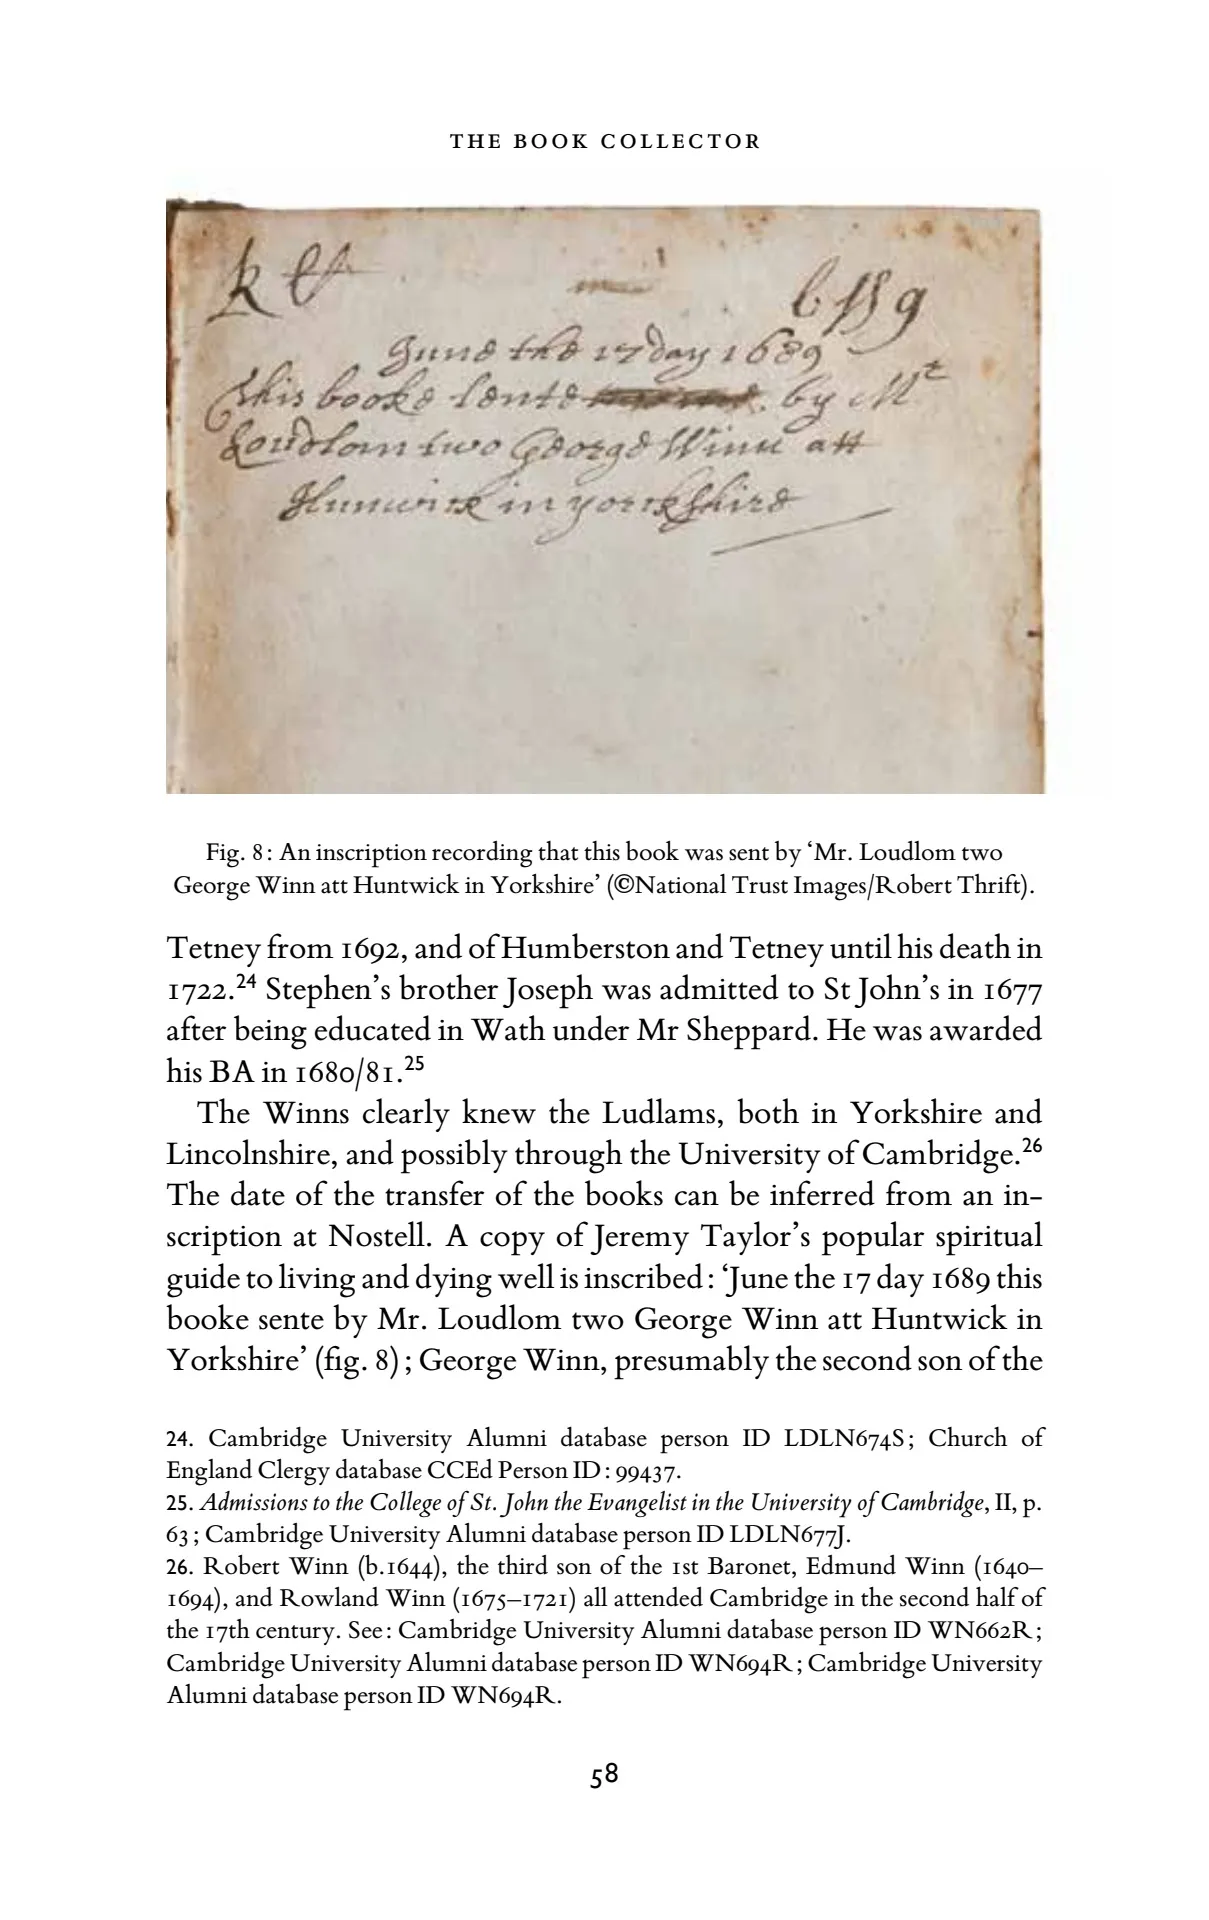 THE BOOK COLLECTOR
June the 17 day 1689
this booke sente by Mr
Loudlom two George Winn att
Huntwick in yorkshire
Fig. 8: An inscription recording that this book was sent by ‘Mr. Loudlom two
George Winn att Huntwick in Yorkshire’ (©National Trust Images/Robert Thrift).
Tetney from 1692, and of Humberston and Tetney until his death in
1722.24 Stephen’s brother Joseph was admitted to St John’s in 1677
after being educated in Wath under Mr Sheppard. He was awarded
his BA in 1680/81.25
The Winns clearly knew the Ludlams, both in Yorkshire and
Lincolnshire, and possibly through the University of Cambridge.26
The date of the transfer of the books can be inferred from an in-
scription at Nostell. A copy of Jeremy Taylor’s popular spiritual
guide to living and dying well is inscribed: ‘June the 17 day 1689 this
booke sente by Mr. Loudlom two George Winn att Huntwick in
Yorkshire’ (fig. 8); George Winn, presumably the second son of the
24. Cambridge University Alumni database person ID LDLN674S; Church of
England Clergy database CCEd Person ID: 99437.
25. Admissions to the College of St. John the Evangelist in the University of Cambridge, II, p.
63; Cambridge University Alumni database person ID LDLN677J.
26. Robert Winn (b.1644), the third son of the 1st Baronet, Edmund Winn (1640–
1694), and Rowland Winn (1675–1721) all attended Cambridge in the second half of
the 17th century. See: Cambridge University Alumni database person ID WN662R;
Cambridge University Alumni database person ID WN694R; Cambridge University
Alumni database person ID WN694R.
58